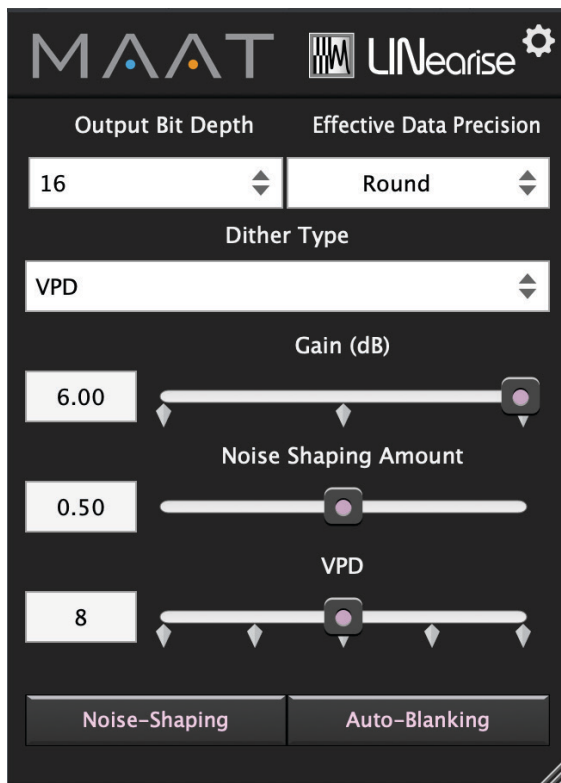 MAAT LINearise
Output Bit Depth Effective Data Precision
16 Round
Dither Type
VPD
Gain (dB)
6.00
Noise Shaping Amount
0.50
VPD
8
Noise-Shaping Auto-Blanking